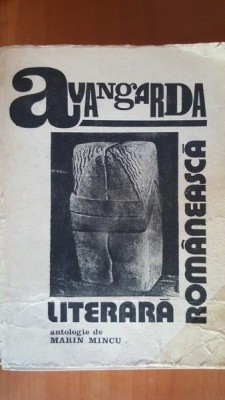 aVANGARDA
LITERARĂ
ROMÂNEASCĂ
antologie de
MARIN MINCU